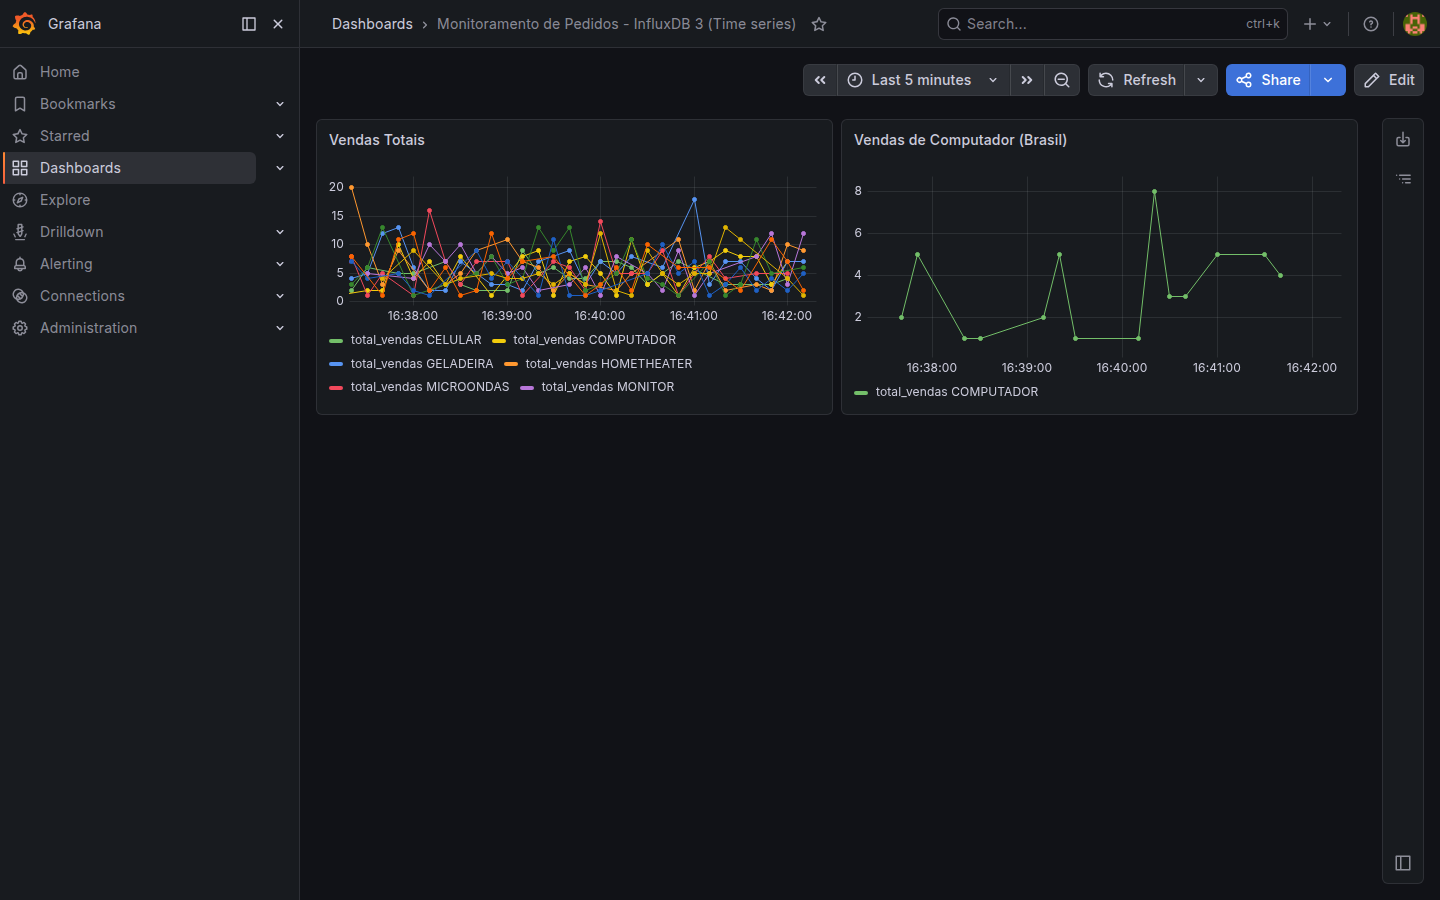 Grafana
Dashboards › Monitoramento de Pedidos - InfluxDB 3 (Time series)
Search... ctrl+k
Home
Bookmarks
Starred
Dashboards
Explore
Drilldown
Alerting
Connections
Administration
Last 5 minutes
Refresh
Share
Edit
Vendas Totais
20
15
10
5
0
16:38:00 16:39:00 16:40:00 16:41:00 16:42:00
total_vendas CELULAR total_vendas COMPUTADOR
total_vendas GELADEIRA total_vendas HOMETHEATER
total_vendas MICROONDAS total_vendas MONITOR
Vendas de Computador (Brasil)
8
6
4
2
16:38:00 16:39:00 16:40:00 16:41:00 16:42:00
total_vendas COMPUTADOR